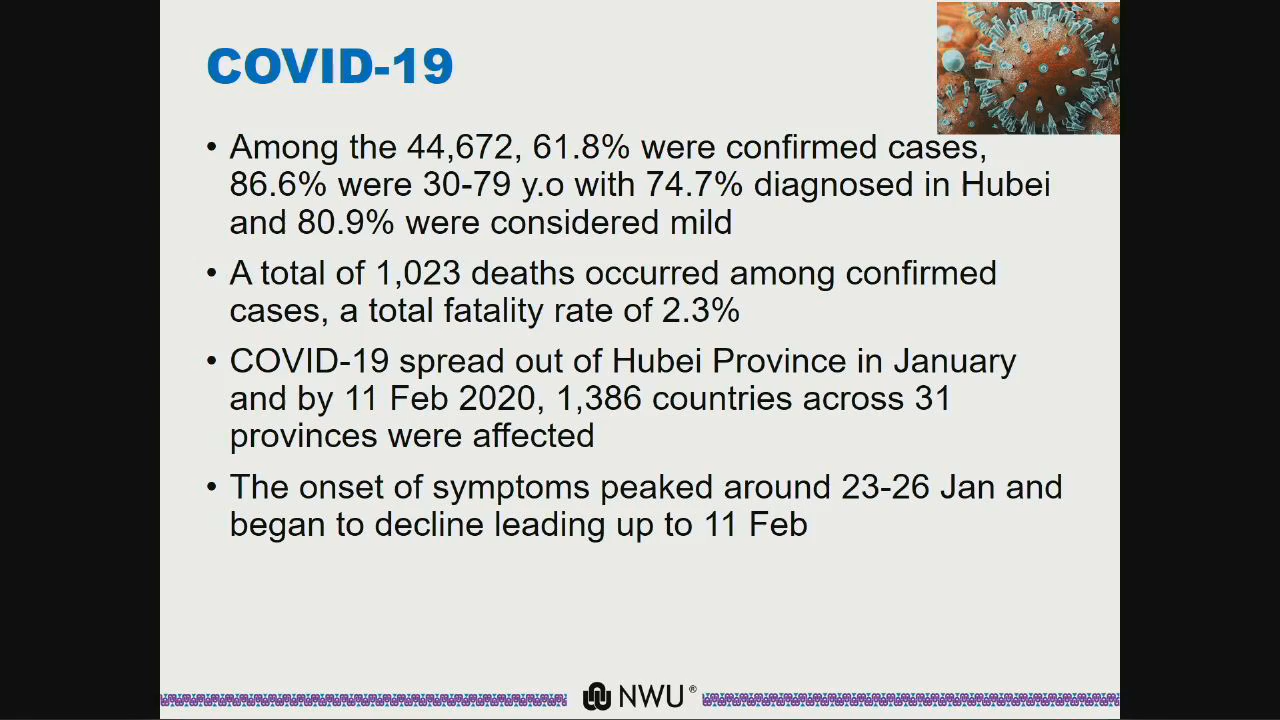 COVID-19
• Among the 44,672, 61.8% were confirmed cases,
86.6% were 30-79 y.o with 74.7% diagnosed in Hubei
and 80.9% were considered mild
• A total of 1,023 deaths occurred among confirmed
cases, a total fatality rate of 2.3%
• COVID-19 spread out of Hubei Province in January
and by 11 Feb 2020, 1,386 countries across 31
provinces were affected
• The onset of symptoms peaked around 23-26 Jan and
began to decline leading up to 11 Feb
NWU®